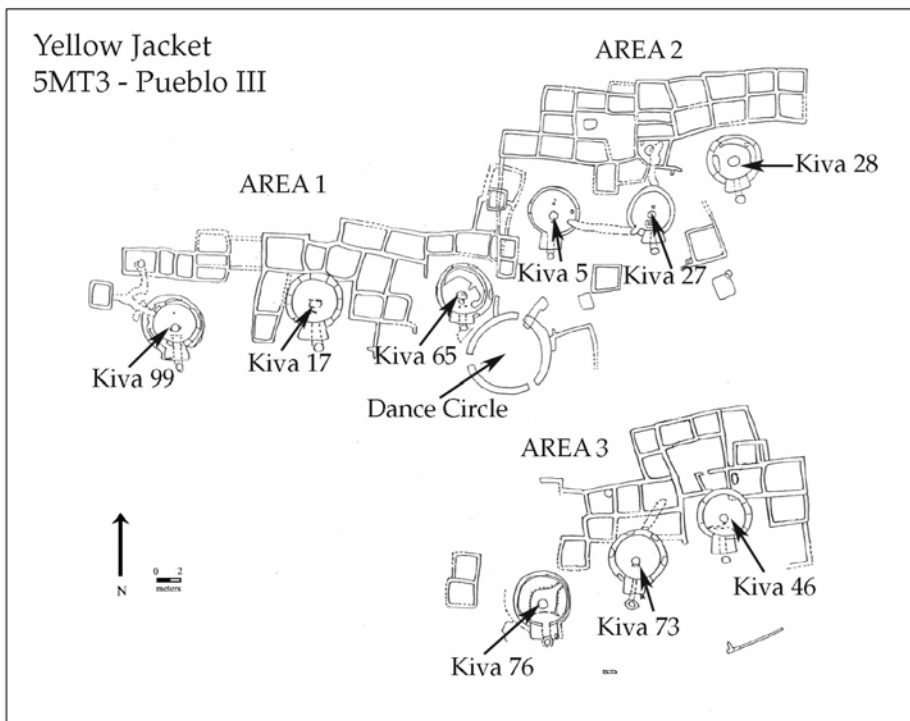 Yellow Jacket
5MT3 - Pueblo III
AREA 2
Kiva 28
AREA 1
Kiva 5
Kiva 27
Kiva 99
Kiva 17
Kiva 65
Dance Circle
AREA 3
N
0 2
meters
Kiva 46
Kiva 73
Kiva 76